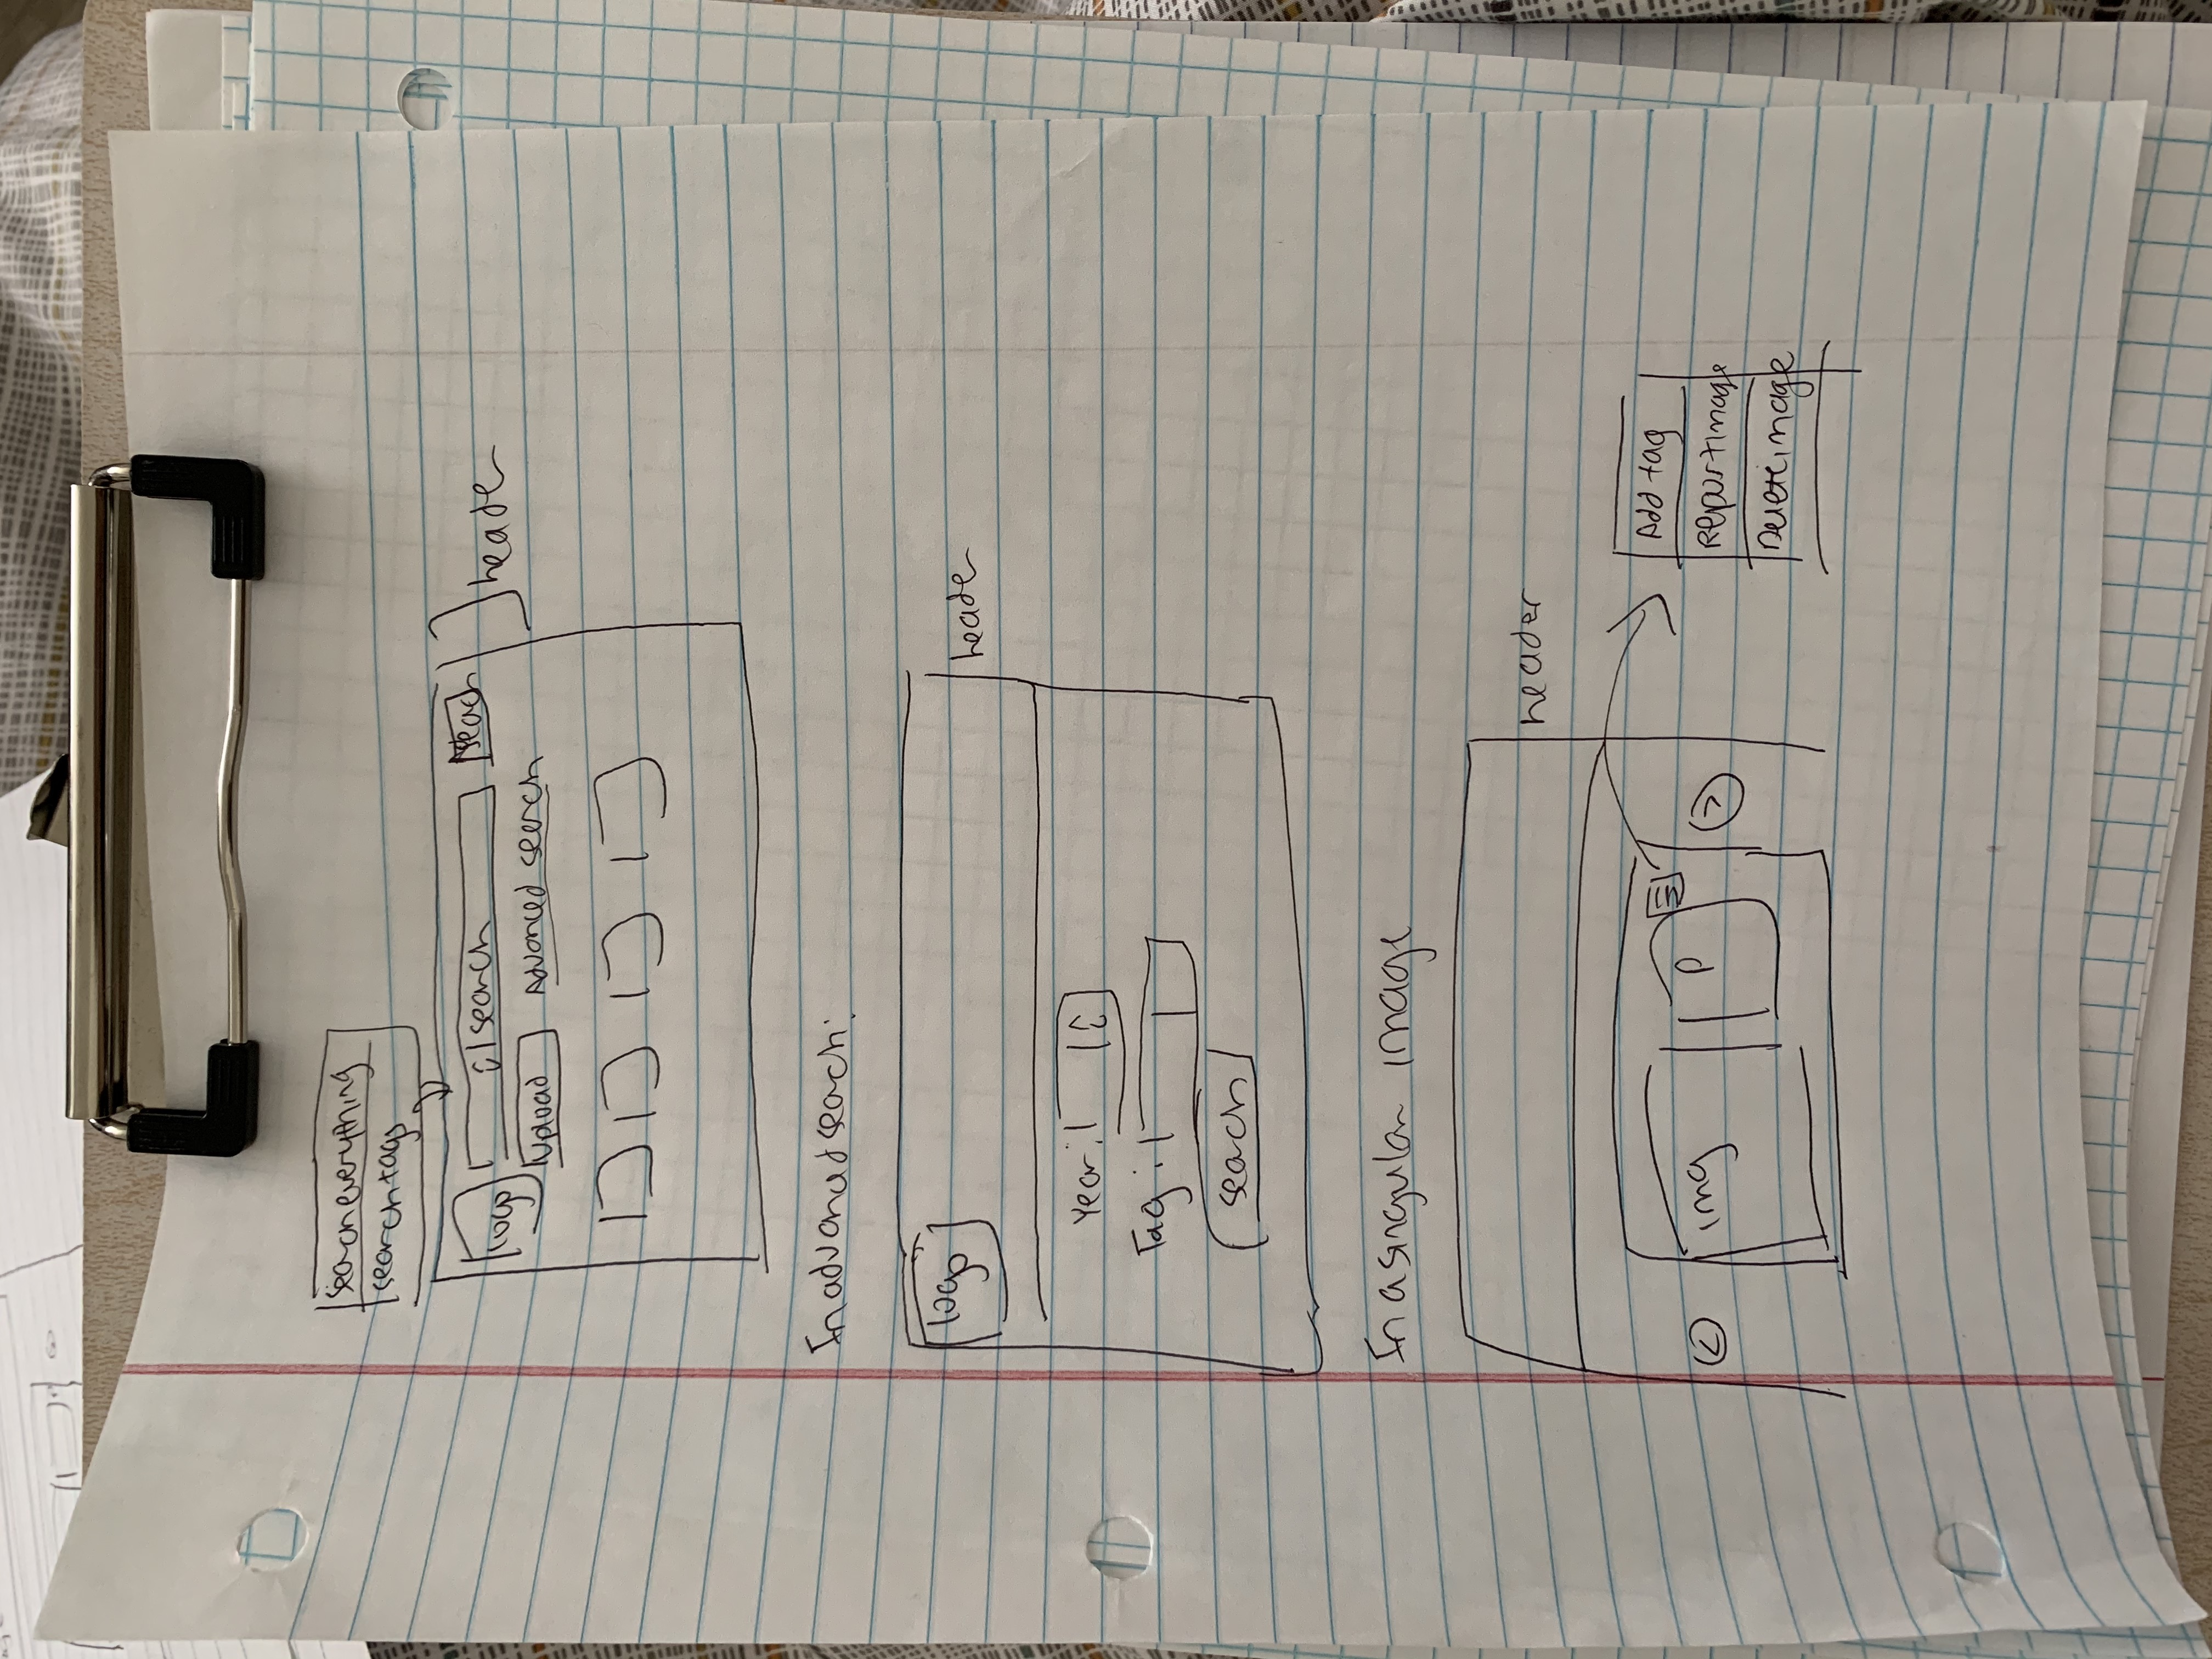 Search everything
search tags
logo
search
Search
header
Upload
Advanced search
In advanced search:
logo
header
Year:
Tag:
search
In a singular image
header
<
img
P
>
Add tag
Report image
Delete image